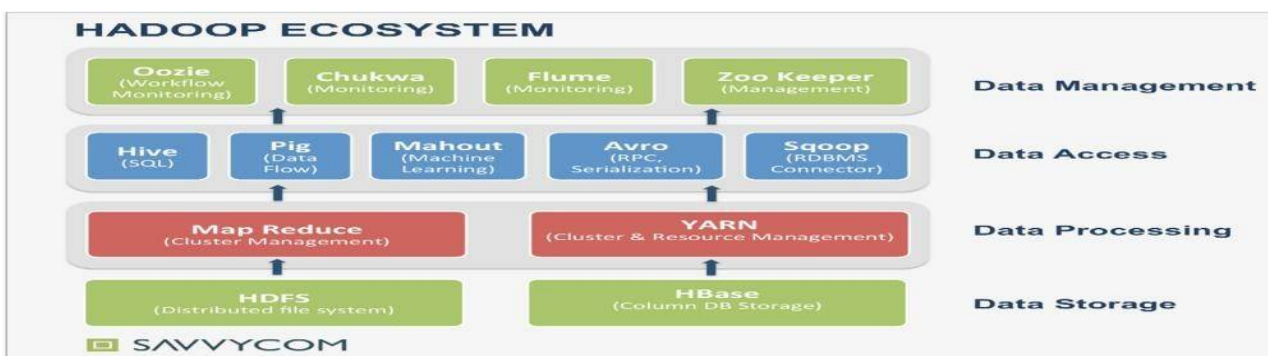 HADOOP ECOSYSTEM
Oozie
(Workflow
Monitoring)
Chukwa
(Monitoring)
Flume
(Monitoring)
Zoo Keeper
(Management)
Data Management
Hive
(SQL)
Pig
(Data
Flow)
Mahout
(Machine
Learning)
Avro
(RPC,
Serialization)
Sqoop
(RDBMS
Connector)
Data Access
Map Reduce
(Cluster Management)
YARN
(Cluster & Resource Management)
Data Processing
HDFS
(Distributed file system)
HBase
(Column DB Storage)
Data Storage
SAVVYCOM